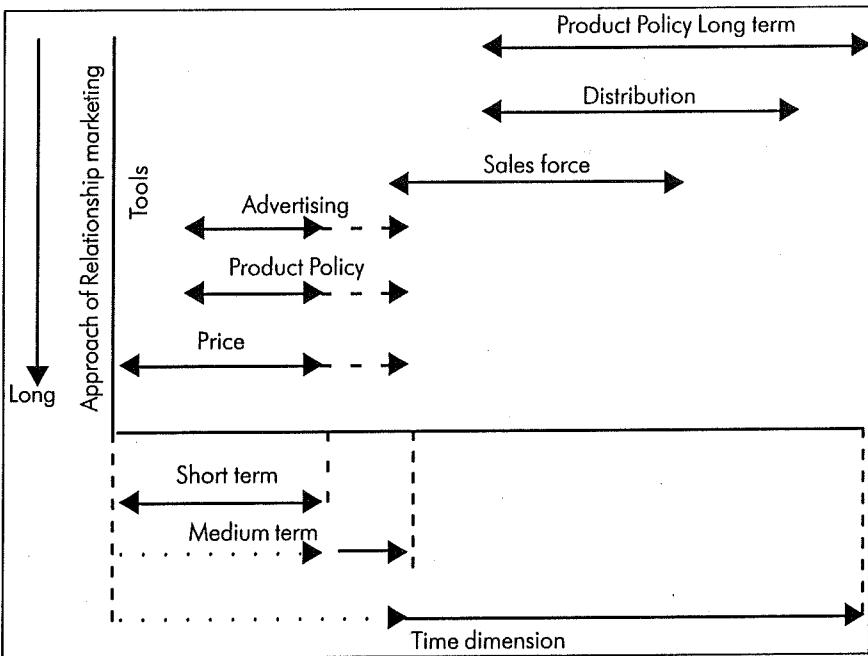 Product Policy Long term
Distribution
Sales force
Advertising
Product Policy
Price
Approach of Relationship marketing
Tools
Long
Short term
Medium term
Time dimension